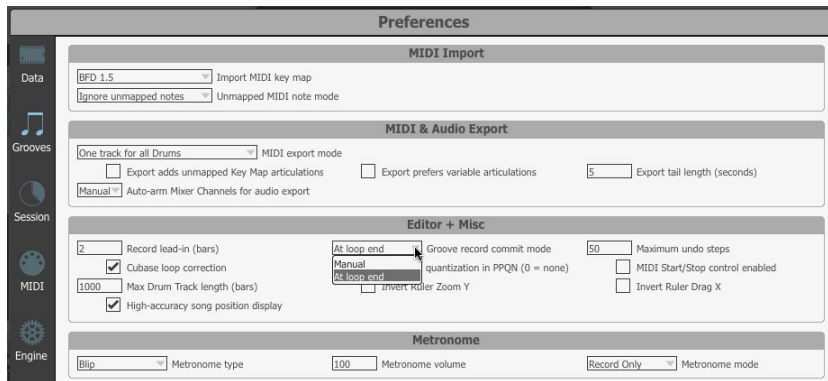 Preferences
Data
Grooves
Session
MIDI
Engine
MIDI Import
BFD 1.5 Import MIDI key map
Ignore unmapped notes Unmapped MIDI note mode
MIDI & Audio Export
One track for all Drums MIDI export mode
Export adds unmapped Key Map articulations Export prefers variable articulations 5 Export tail length (seconds)
Manual Auto-arm Mixer Channels for audio export
Editor + Misc
2 Record lead-in (bars) At loop end Groove record commit mode 50 Maximum undo steps
Cubase loop correction Manual quantization in PPQN (0 = none) MIDI Start/Stop control enabled
At loop end
1000 Max Drum Track length (bars) Invert Ruler Zoom Y Invert Ruler Drag X
High-accuracy song position display
Metronome
Blip Metronome type 100 Metronome volume Record Only Metronome mode